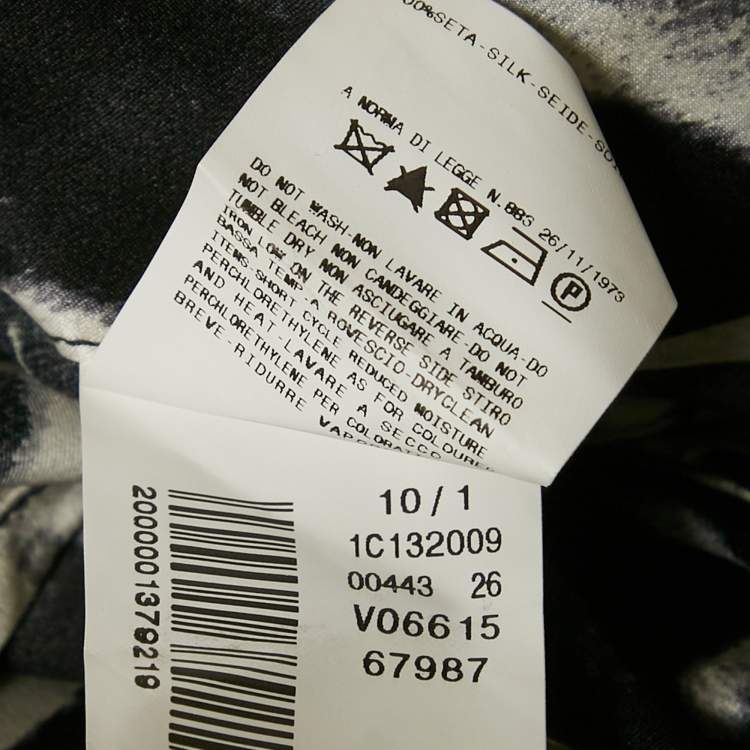 00%SETA-SILK-SEIDE-
A NORMA DI LEGGE N.883 26/11/1973
P
DO NOT WASH-NON LAVARE IN ACQUA-DO
NOT BLEACH NON CANDEGGIARE-DO NOT
TUMBLE DRY NON ASCIUGARE A TAMBURO
IRON LOW ON THE REVERSE SIDE STIRO
BASSA TEMP.A ROVESCIO-DRYCLEAN
ITEMS SHORT CYCLE REDUCED MOISTURE
AND HEAT-LAVARE AS FOR COLOURED
PERCHLORETHYLENE A SECCO
PERCHLORETHYLENE PER COLORATI
BREVE-RIDURRE
10/1
1C132009
00443 26
V06615
67987
2000001379219